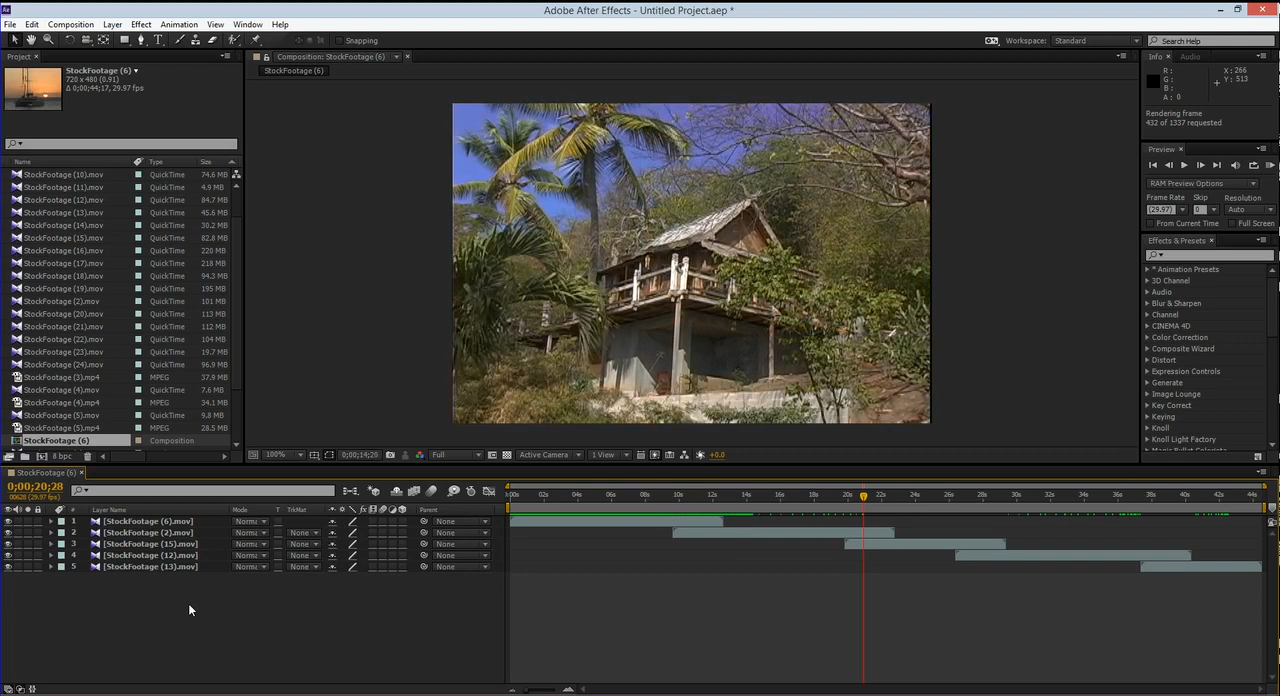 Adobe After Effects - Untitled Project.aep *
File Edit Composition Layer Effect Animation View Window Help
Snapping
Workspace: Standard
Search Help
Project
StockFootage (6)
720 x 480 (0.91)
Δ 0;00;44;17, 29.97 fps
Name Type Size
StockFootage (10).mov QuickTime 74.6 MB
StockFootage (11).mov QuickTime 4.9 MB
StockFootage (12).mov QuickTime 84.7 MB
StockFootage (13).mov QuickTime 45.6 MB
StockFootage (14).mov QuickTime 30.2 MB
StockFootage (15).mov QuickTime 82.8 MB
StockFootage (16).mov QuickTime 220 MB
StockFootage (17).mov QuickTime 218 MB
StockFootage (18).mov QuickTime 94.3 MB
StockFootage (19).mov QuickTime 195 MB
StockFootage (2).mov QuickTime 101 MB
StockFootage (20).mov QuickTime 113 MB
StockFootage (21).mov QuickTime 112 MB
StockFootage (22).mov QuickTime 104 MB
StockFootage (23).mov QuickTime 19.7 MB
StockFootage (24).mov QuickTime 96.9 MB
StockFootage (3).mp4 MPEG 37.9 MB
StockFootage (4).mov QuickTime 7.6 MB
StockFootage (4).mp4 MPEG 34.1 MB
StockFootage (5).mov QuickTime 9.8 MB
StockFootage (5).mp4 MPEG 28.5 MB
StockFootage (6) Composition
8 bpc
Composition: StockFootage (6)
StockFootage (6)
100% 0;00;14;20 Full Active Camera 1 View +0.0
Info Audio
R : X : 266
G : Y : 513
B :
A : 0
Rendering frame
432 of 1337 requested
Preview
RAM Preview Options
Frame Rate Skip Resolution
(29.97) 0 Auto
From Current Time Full Screen
Effects & Presets
* Animation Presets
3D Channel
Audio
Blur & Sharpen
Channel
CINEMA 4D
Color Correction
Composite Wizard
Distort
Expression Controls
Generate
Image Lounge
Key Correct
Keying
Knoll
Knoll Light Factory
StockFootage (6)
0;00;20;28
00628 (29.97 fps)
# Layer Name Mode T TrkMat Parent
1 [StockFootage (6).mov] Norma None
2 [StockFootage (2).mov] Norma None None
3 [StockFootage (15).mov] Norma None None
4 [StockFootage (12).mov] Norma None None
5 [StockFootage (13).mov] Norma None None
:00s 02s 04s 06s 08s 10s 12s 14s 16s 18s 20s 22s 24s 26s 28s 30s 32s 34s 36s 38s 40s 42s 44s